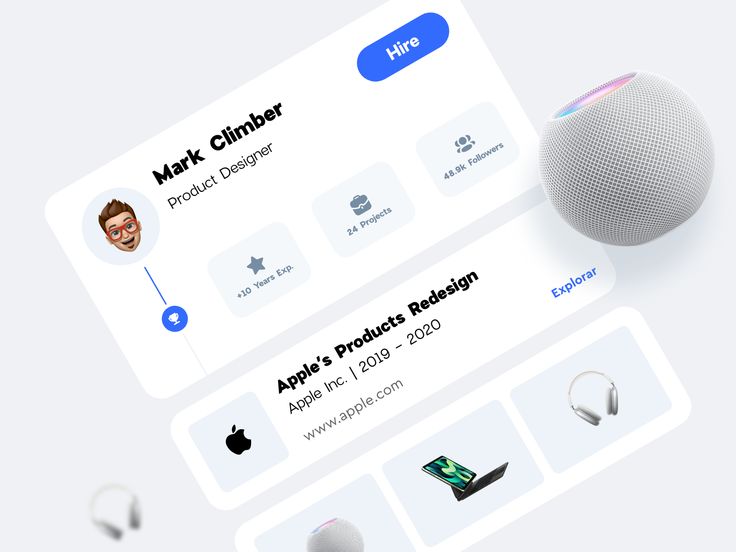 Hire
Mark Climber
Product Designer
+10 Years Exp.
24 Projects
48.9k Followers
Apple's Products Redesign
Apple Inc. | 2019 - 2020
www.apple.com
Explorar